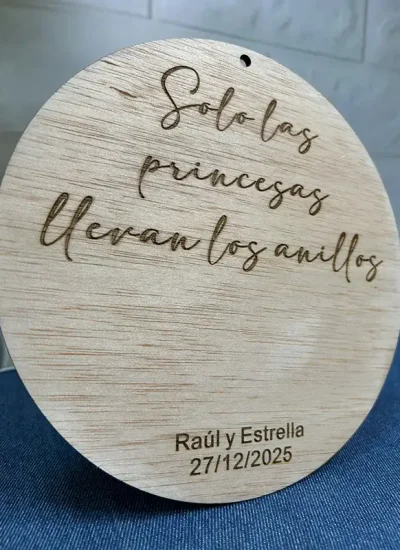 Solo las
princesas
llevan los anillos
Raúl y Estrella
27/12/2025